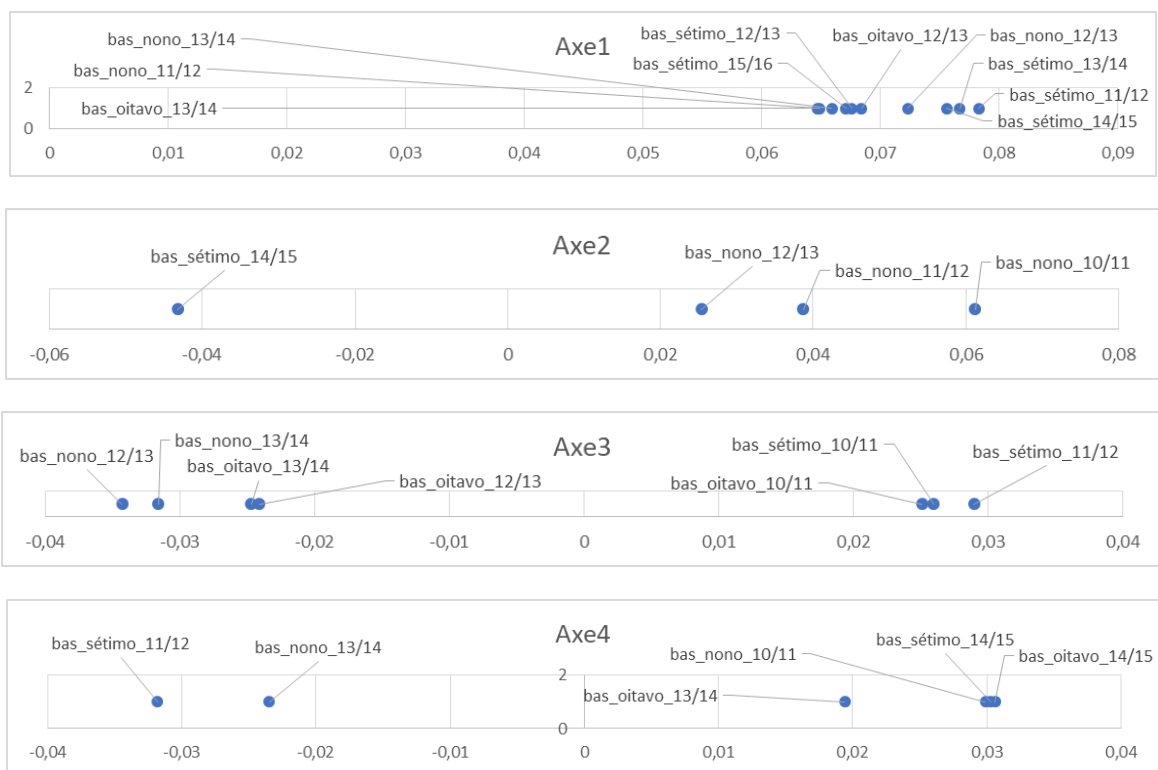 Axe1
bas_nono_13/14
bas_sétimo_12/13
bas_oitavo_12/13
bas_nono_12/13
bas_nono_11/12
bas_sétimo_15/16
bas_sétimo_13/14
bas_oitavo_13/14
bas_sétimo_11/12
bas_sétimo_14/15
2
0
0 0,01 0,02 0,03 0,04 0,05 0,06 0,07 0,08 0,09
Axe2
bas_sétimo_14/15
bas_nono_12/13
bas_nono_11/12
bas_nono_10/11
-0,06 -0,04 -0,02 0 0,02 0,04 0,06 0,08
Axe3
bas_nono_12/13
bas_nono_13/14
bas_oitavo_13/14
bas_oitavo_12/13
bas_sétimo_10/11
bas_oitavo_10/11
bas_sétimo_11/12
-0,04 -0,03 -0,02 -0,01 0 0,01 0,02 0,03 0,04
Axe4
bas_sétimo_11/12
bas_nono_13/14
bas_nono_10/11
bas_sétimo_14/15
bas_oitavo_14/15
bas_oitavo_13/14
2
0
-0,04 -0,03 -0,02 -0,01 0 0,01 0,02 0,03 0,04